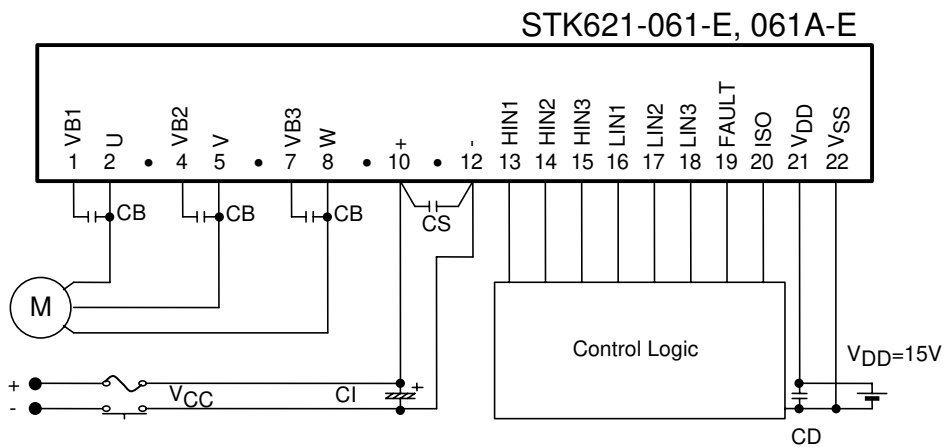 STK621-061-E, 061A-E
VB1 U VB2 V VB3 W + - HIN1 HIN2 HIN3 LIN1 LIN2 LIN3 FAULT ISO VDD VSS
1 2 • 4 5 • 7 8 • 10 • 12 13 14 15 16 17 18 19 20 21 22
CB CB CB CS
M
Control Logic
VDD=15V
+ VCC CI +
-
CD